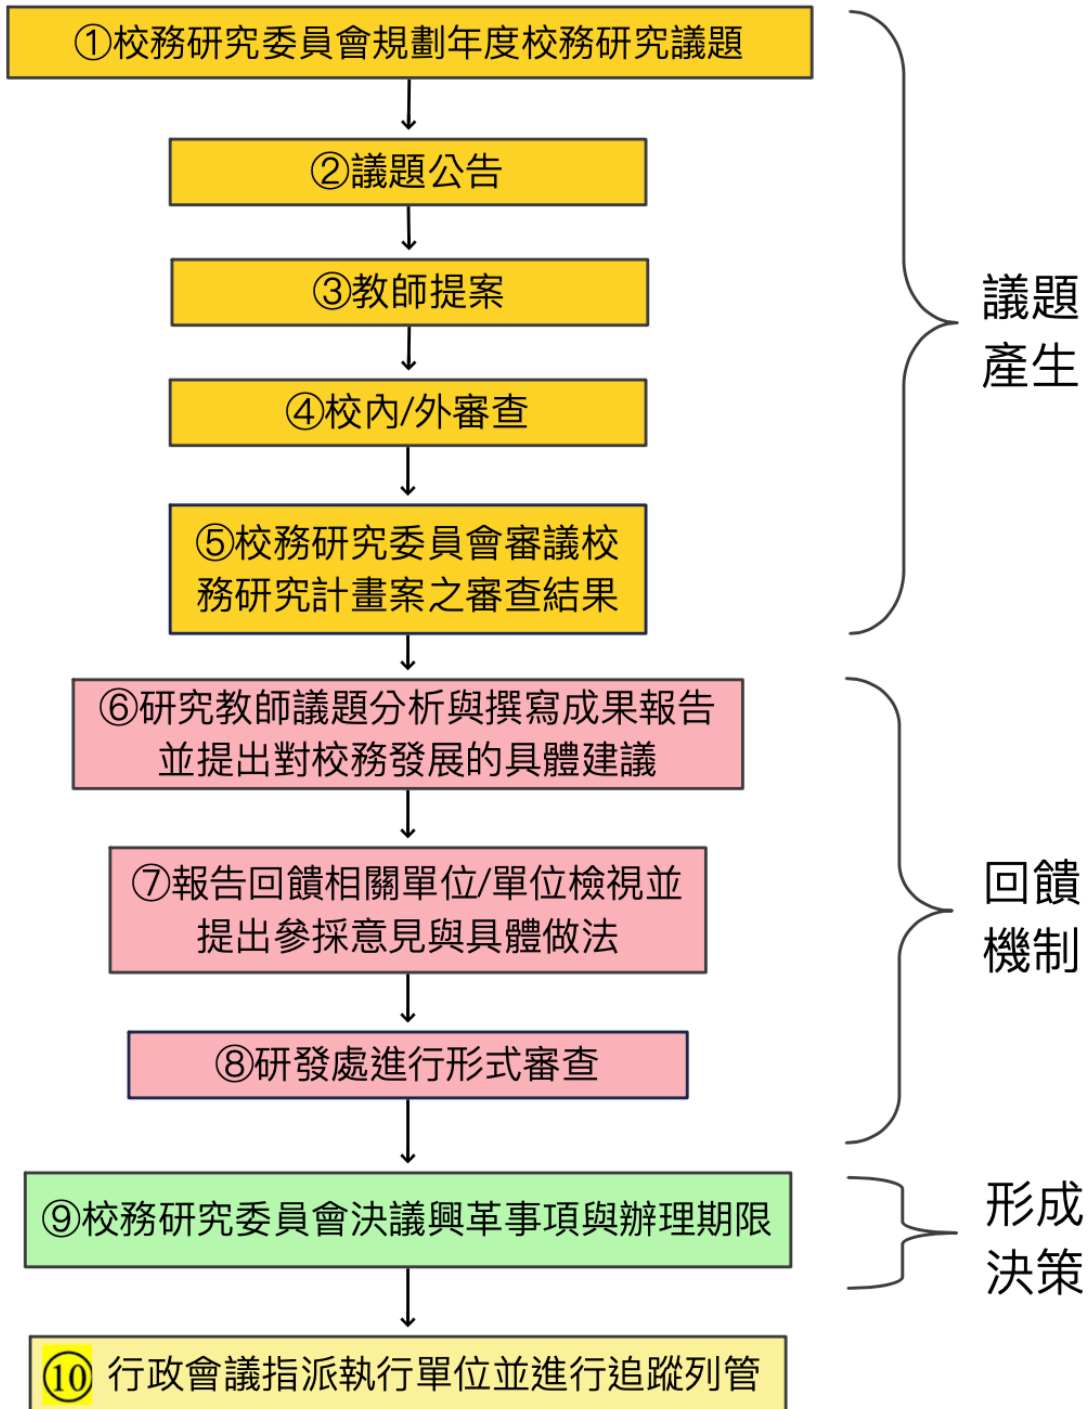 ①校務研究委員會規劃年度校務研究議題
②議題公告
③教師提案
④校內/外審查
⑤校務研究委員會審議校
務研究計畫案之審查結果
議題
產生
⑥研究教師議題分析與撰寫成果報告
並提出對校務發展的具體建議
⑦報告回饋相關單位/單位檢視並
提出參採意見與具體做法
⑧研發處進行形式審查
回饋
機制
⑨校務研究委員會決議興革事項與辦理期限
形成
決策
⑩ 行政會議指派執行單位並進行追蹤列管